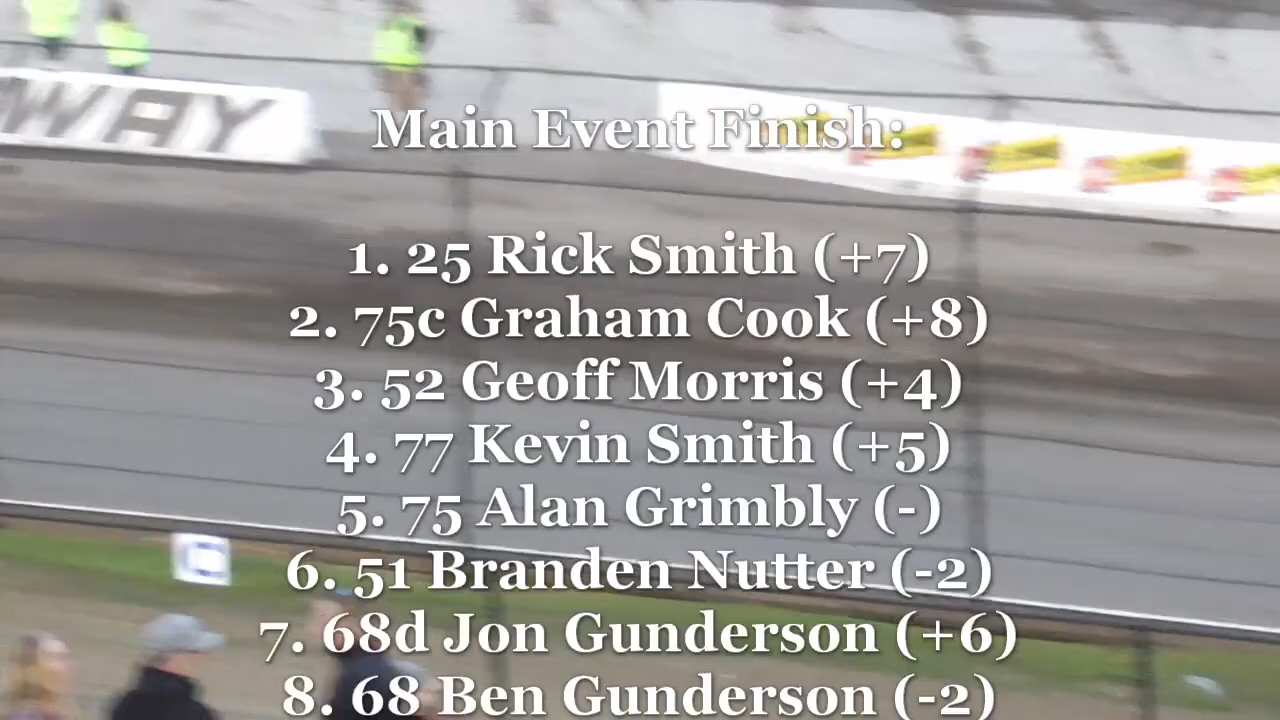 WAY
Main Event Finish:
1. 25 Rick Smith (+7)
2. 75c Graham Cook (+8)
3. 52 Geoff Morris (+4)
4. 77 Kevin Smith (+5)
5. 75 Alan Grimbly (-)
6. 51 Branden Nutter (-2)
7. 68d Jon Gunderson (+6)
8. 68 Ben Gunderson (-2)